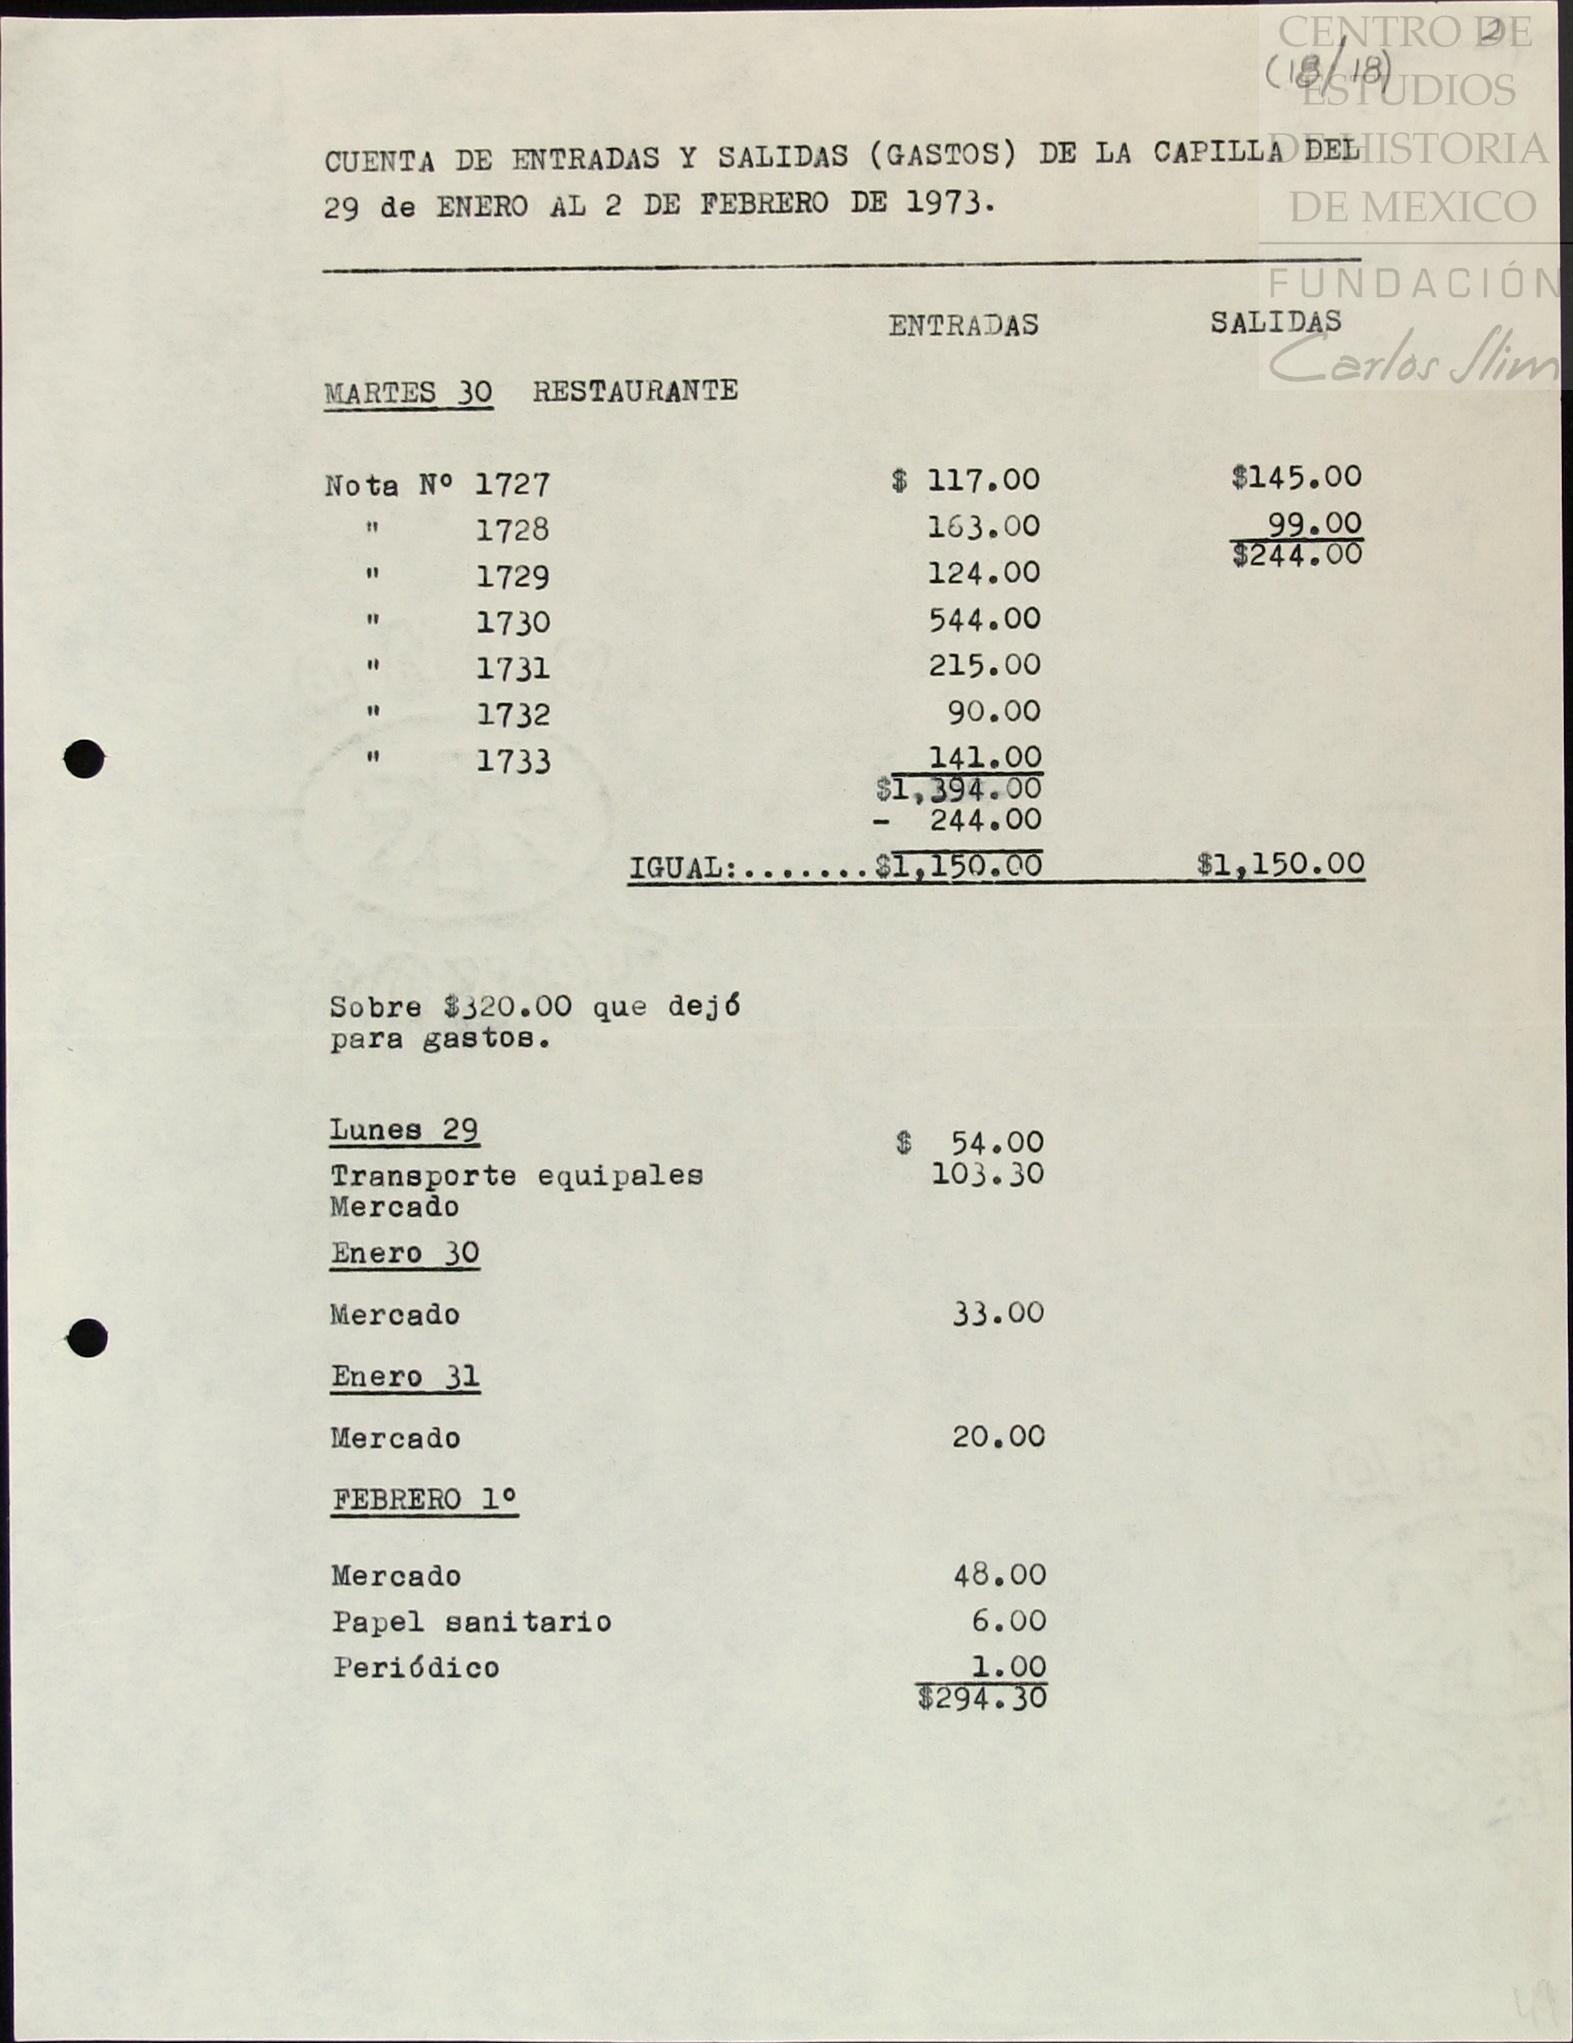 2
(18/18)
CENTRO DE
ESTUDIOS
DE HISTORIA
DE MEXICO
FUNDACIÓN
Carlos Slim
CUENTA DE ENTRADAS Y SALIDAS (GASTOS) DE LA CAPILLA DEL
29 de ENERO AL 2 DE FEBRERO DE 1973.
ENTRADAS SALIDAS
MARTES 30 RESTAURANTE
Nota Nº 1727 $ 117.00 $145.00
" 1728 163.00 99.00
$244.00
" 1729 124.00
" 1730 544.00
" 1731 215.00
" 1732 90.00
" 1733 141.00
$1,394.00
- 244.00
IGUAL:.......$1,150.00 $1,150.00
Sobre $320.00 que dejó
para gastos.
Lunes 29 $ 54.00
Transporte equipales 103.30
Mercado
Enero 30
Mercado 33.00
Enero 31
Mercado 20.00
FEBRERO 1º
Mercado 48.00
Papel sanitario 6.00
Periódico 1.00
$294.30